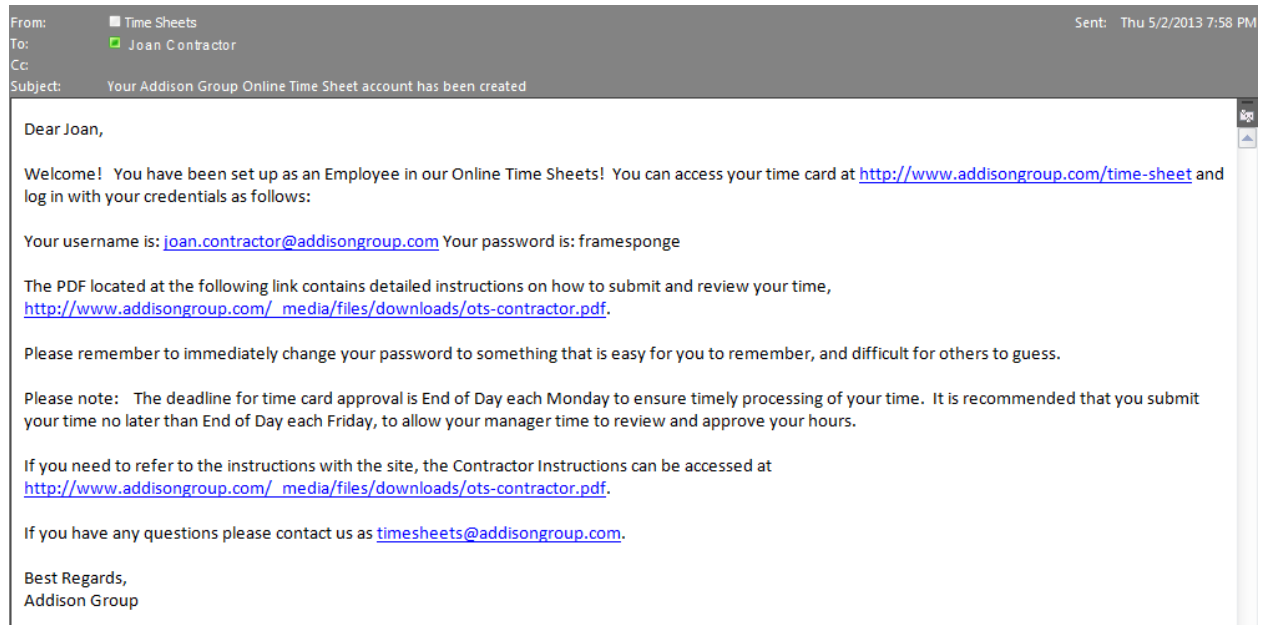 From: Time Sheets Sent: Thu 5/2/2013 7:58 PM
To: Joan Contractor
Cc:
Subject: Your Addison Group Online Time Sheet account has been created
Dear Joan,
Welcome! You have been set up as an Employee in our Online Time Sheets! You can access your time card at http://www.addisongroup.com/time-sheet and
log in with your credentials as follows:
Your username is: joan.contractor@addisongroup.com Your password is: framesponge
The PDF located at the following link contains detailed instructions on how to submit and review your time,
http://www.addisongroup.com/_media/files/downloads/ots-contractor.pdf.
Please remember to immediately change your password to something that is easy for you to remember, and difficult for others to guess.
Please note: The deadline for time card approval is End of Day each Monday to ensure timely processing of your time. It is recommended that you submit
your time no later than End of Day each Friday, to allow your manager time to review and approve your hours.
If you need to refer to the instructions with the site, the Contractor Instructions can be accessed at
http://www.addisongroup.com/_media/files/downloads/ots-contractor.pdf.
If you have any questions please contact us as timesheets@addisongroup.com.
Best Regards,
Addison Group